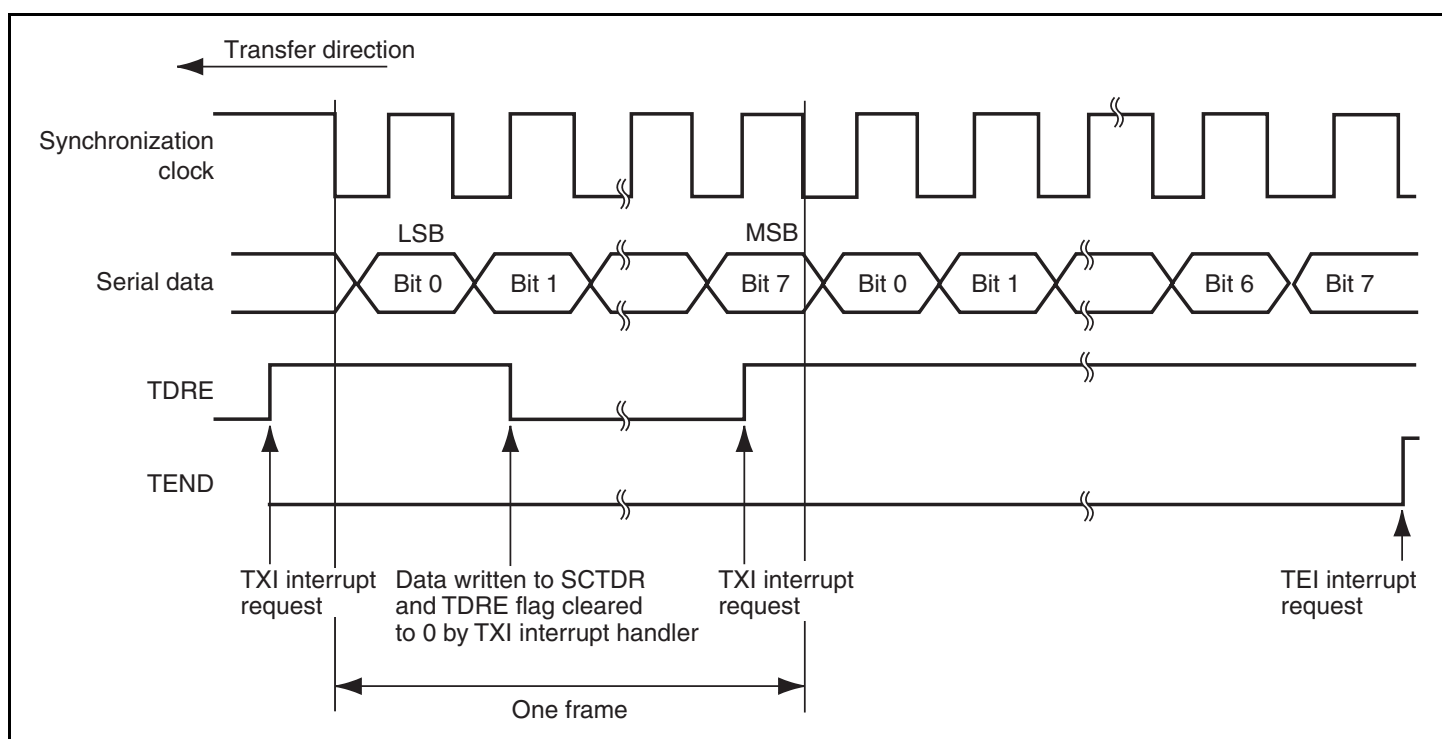 Transfer direction
Synchronization
clock
LSB
MSB
Serial data
Bit 0
Bit 1
Bit 7
Bit 0
Bit 1
Bit 6
Bit 7
TDRE
TEND
TXI interrupt
request
Data written to SCTDR
and TDRE flag cleared
to 0 by TXI interrupt handler
TXI interrupt
request
TEI interrupt
request
One frame